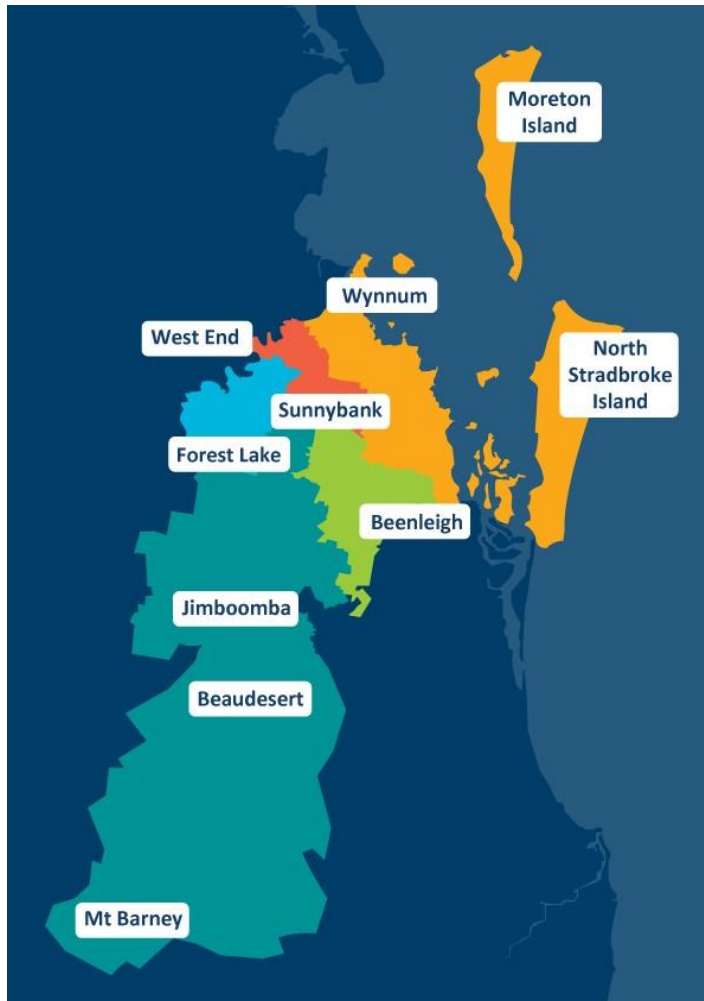 Moreton
Island
Wynnum
West End
North
Stradbroke
Island
Sunnybank
Forest Lake
Beenleigh
Jimboomba
Beaudesert
Mt Barney